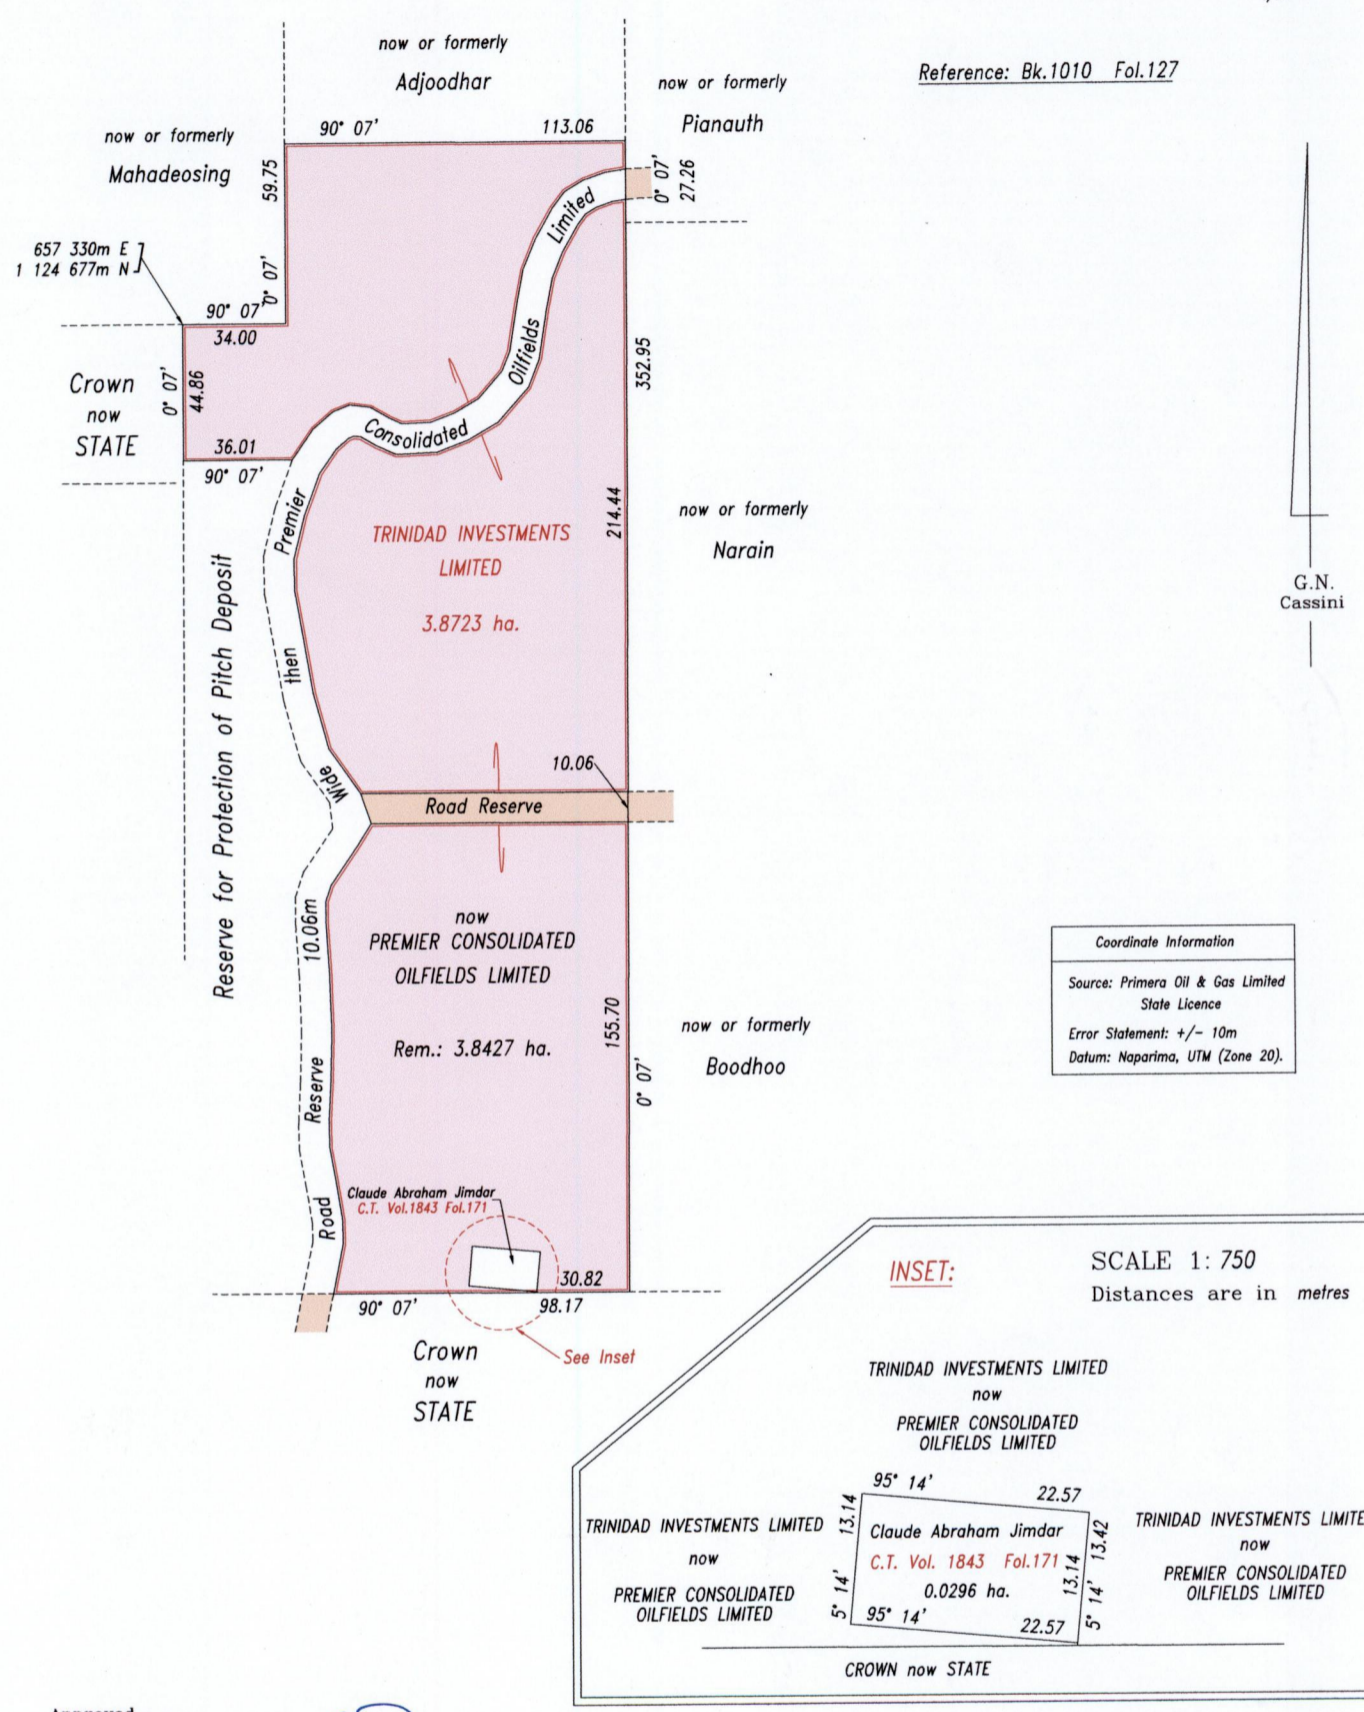 now or formerly
Adjoodhar
Reference: Bk.1010 Fol.127
now or formerly
Pianauth
now or formerly
Mahadeosing
90° 07'
113.06
59.75
0° 07'
0° 07'
27.26
657 330m E
1 124 677m N
90° 07'
34.00
Crown
now
STATE
0° 07'
44.86
36.01
90° 07'
Limited
Oilfields
Consolidated
Premier
then
Wide
10.06m
Reserve
Road
352.95
214.44
TRINIDAD INVESTMENTS
LIMITED
3.8723 ha.
now or formerly
Narain
G.N.
Cassini
Reserve for Protection of Pitch Deposit
10.06
Road Reserve
now
PREMIER CONSOLIDATED
OILFIELDS LIMITED
Rem.: 3.8427 ha.
155.70
0° 07'
now or formerly
Boodhoo
Coordinate Information
Source: Primera Oil & Gas Limited
State Licence
Error Statement: +/- 10m
Datum: Naparima, UTM (Zone 20).
Claude Abraham Jimdar
C.T. Vol.1843 Fol.171
30.82
90° 07'
98.17
See Inset
Crown
now
STATE
INSET:
SCALE 1: 750
Distances are in metres
TRINIDAD INVESTMENTS LIMITED
now
PREMIER CONSOLIDATED
OILFIELDS LIMITED
95° 14'
22.57
13.14
5° 14'
TRINIDAD INVESTMENTS LIMITED
now
PREMIER CONSOLIDATED
OILFIELDS LIMITED
Claude Abraham Jimdar
C.T. Vol. 1843 Fol.171
0.0296 ha.
95° 14'
22.57
13.14
13.42
5° 14'
TRINIDAD INVESTMENTS LIMITE
now
PREMIER CONSOLIDATED
OILFIELDS LIMITED
CROWN now STATE